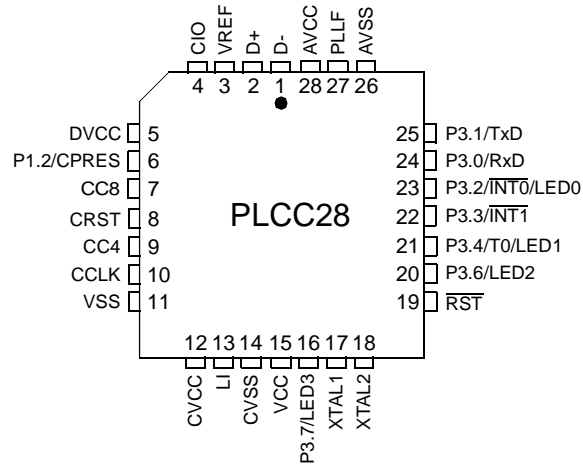 CIO VREF D+ D- AVCC PLLF AVSS
4 3 2 1 28 27 26
DVCC 5 25 P3.1/TxD
P1.2/CPRES 6 24 P3.0/RxD
CC8 7 23 P3.2/INT0/LED0
CRST 8 PLCC28 22 P3.3/INT1
CC4 9 21 P3.4/T0/LED1
CCLK 10 20 P3.6/LED2
VSS 11 19 RST
12 13 14 15 16 17 18
CVCC LI CVSS VCC P3.7/LED3 XTAL1 XTAL2